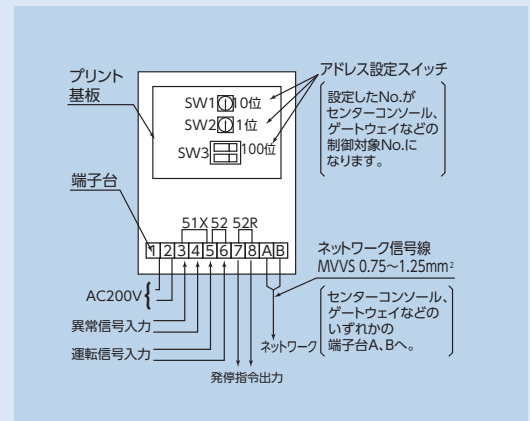 プリント
基板
SW1 10位
SW2 1位
SW3 100位
アドレス設定スイッチ
設定したNo.が
センターコンソール、
ゲートウェイなどの
制御対象No.に
なります。
端子台
51X 52 52R
1 2 3 4 5 6 7 8 A B
AC200V
異常信号入力
運転信号入力
発停指令出力
ネットワーク
ネットワーク信号線
MVVS 0.75〜1.25mm²
センターコンソール、
ゲートウェイなどの
いずれかの
端子台A、Bへ。